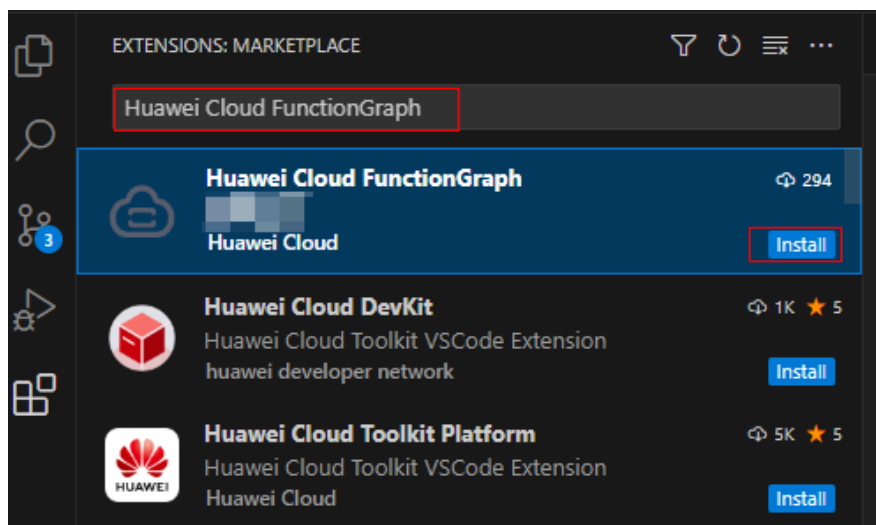 EXTENSIONS: MARKETPLACE
Huawei Cloud FunctionGraph
Huawei Cloud FunctionGraph 294
Huawei Cloud Install
3
Huawei Cloud DevKit 1K ★ 5
Huawei Cloud Toolkit VSCode Extension
huawei developer network Install
Huawei Cloud Toolkit Platform 5K ★ 5
Huawei Cloud Toolkit VSCode Extension
HUAWEI
Huawei Cloud Install